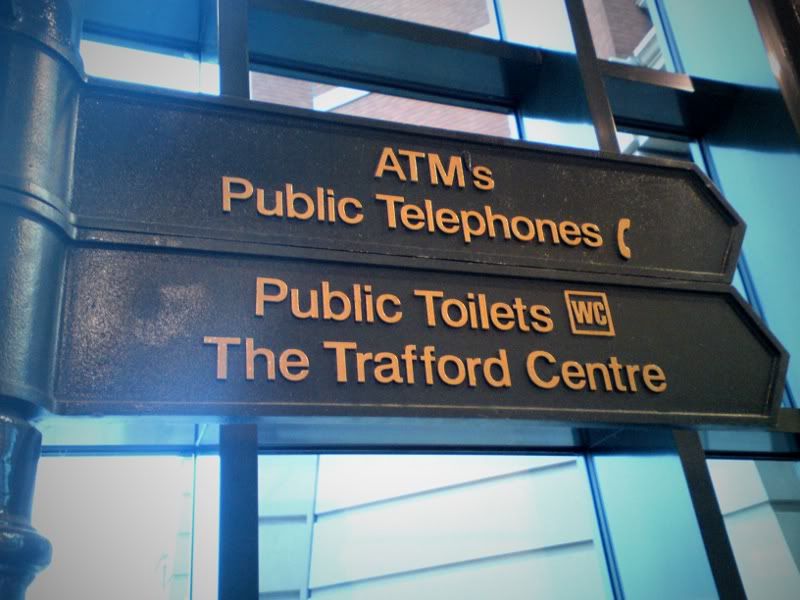 ATM's
Public Telephones
Public Toilets WC
The Trafford Centre